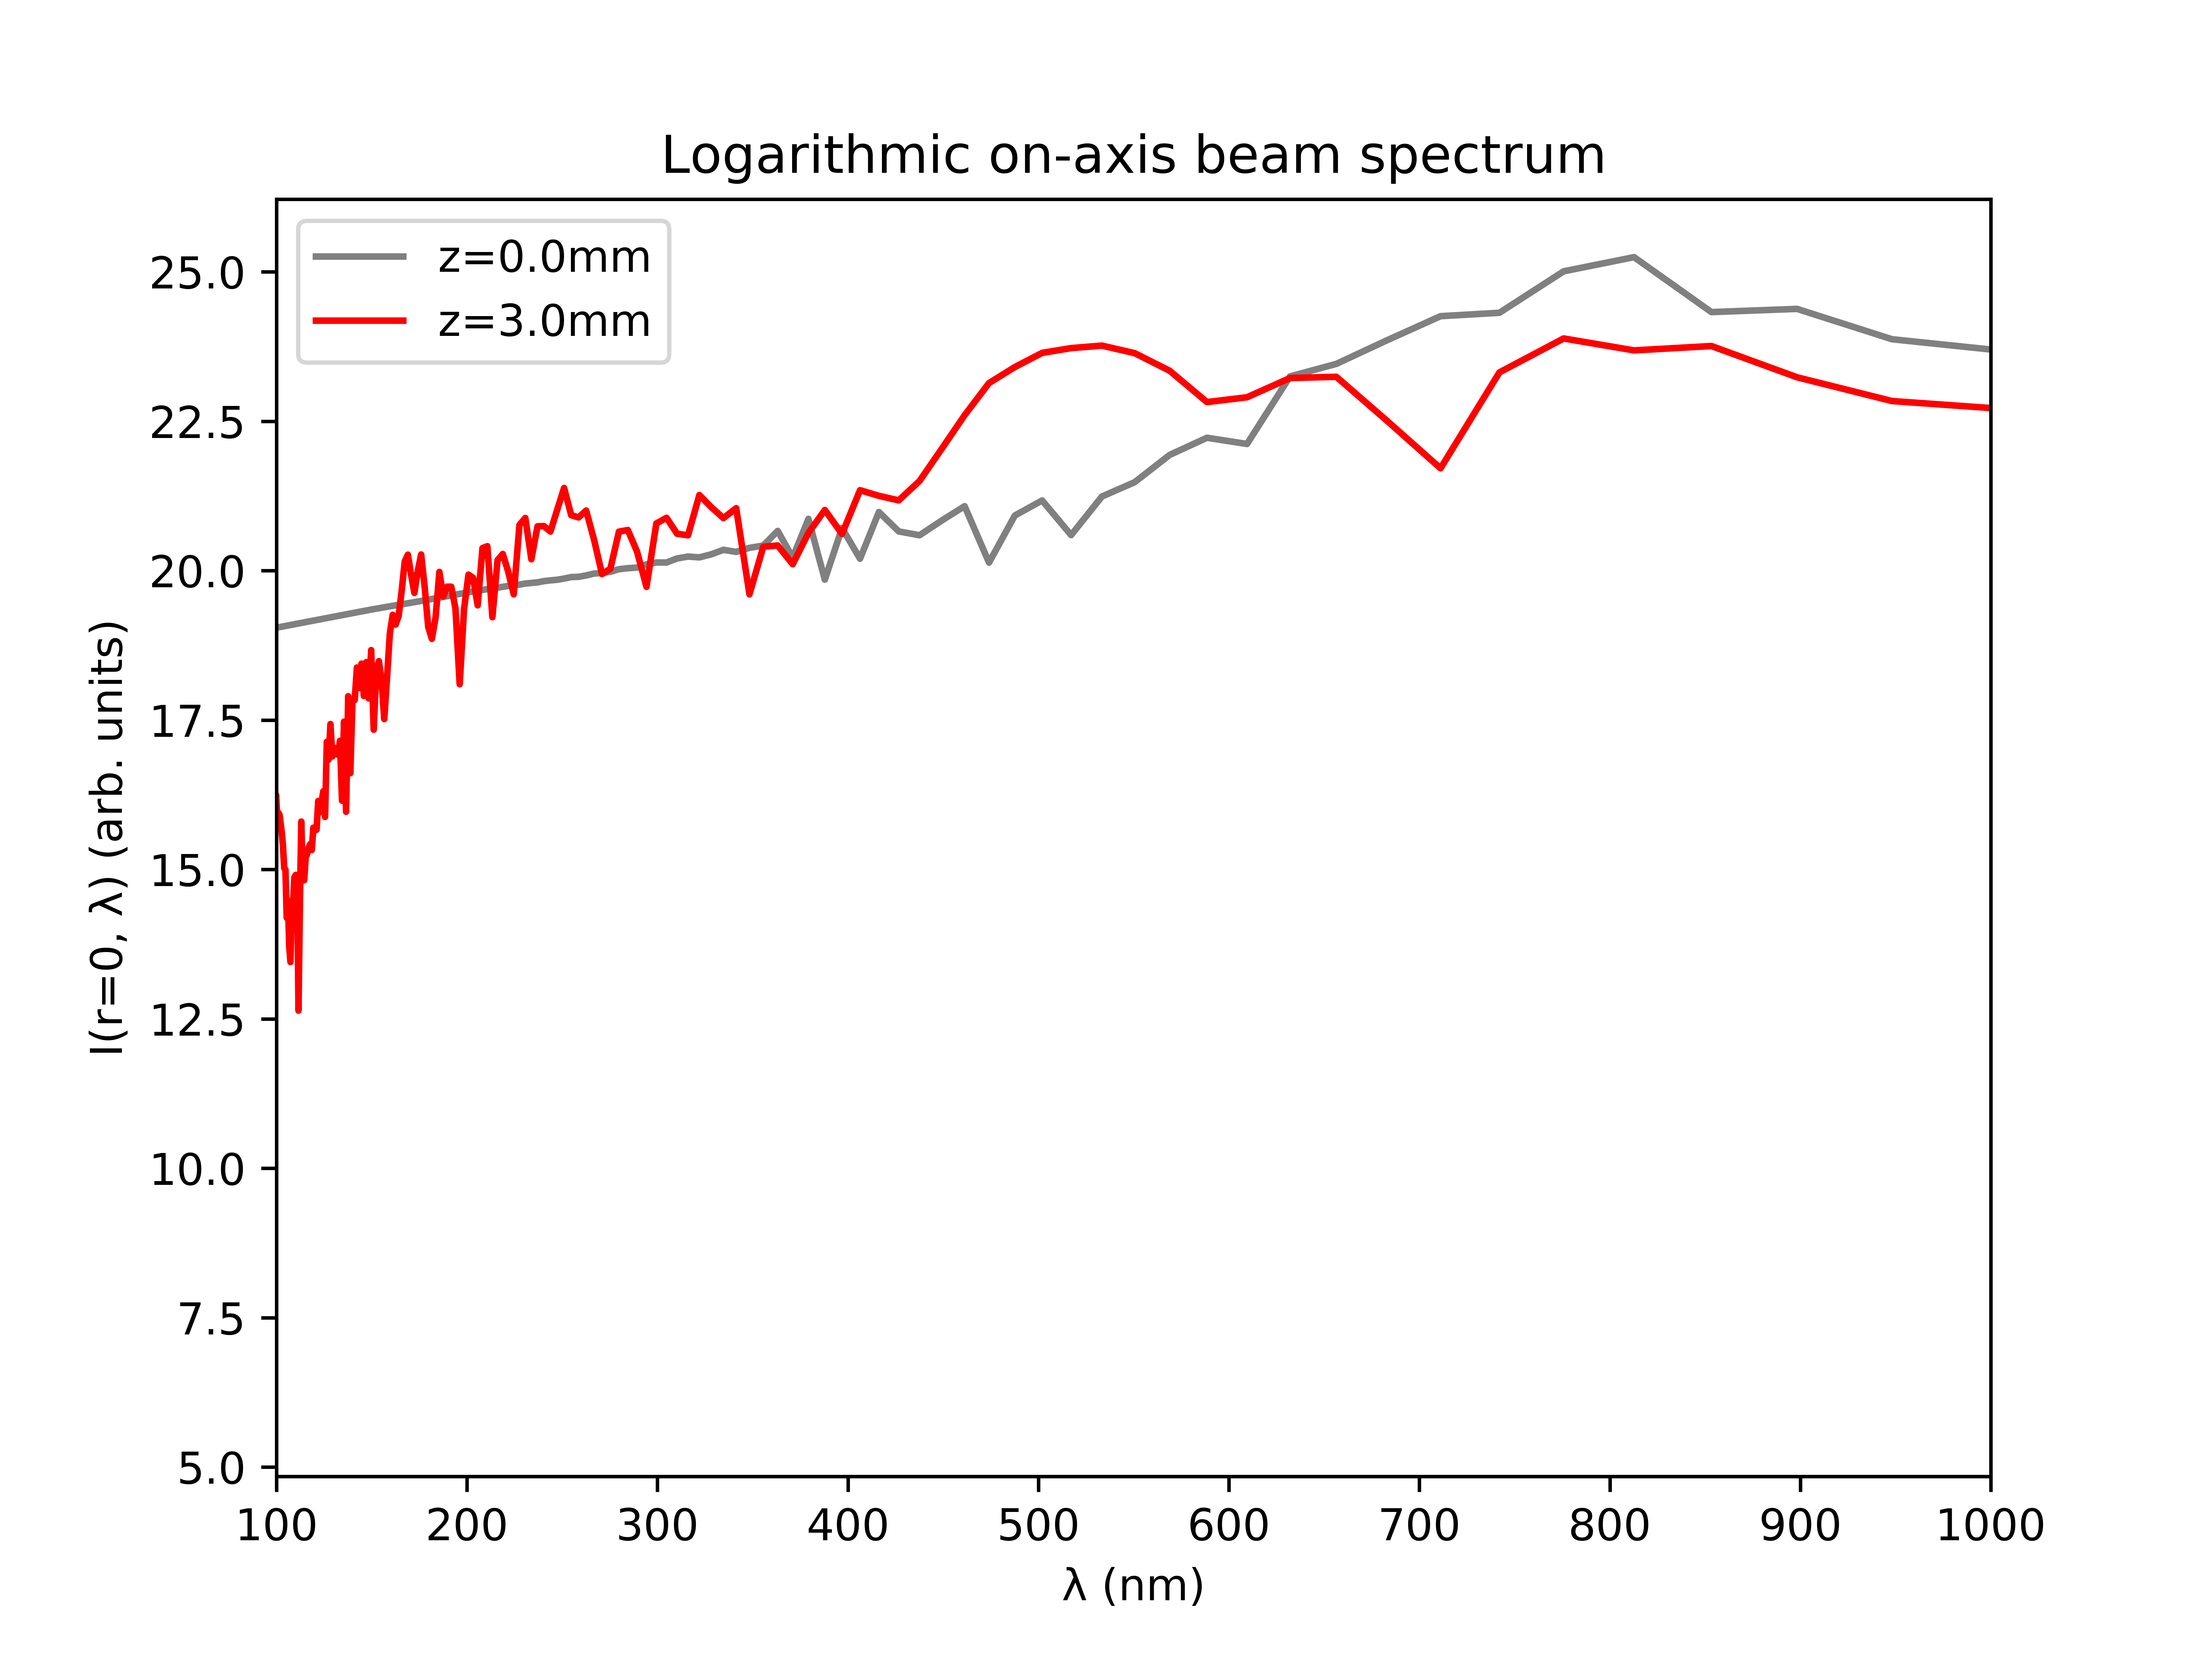 Logarithmic on-axis beam spectrum
z=0.0mm
z=3.0mm
I(r=0, λ) (arb. units)
25.0
22.5
20.0
17.5
15.0
12.5
10.0
7.5
5.0
100 200 300 400 500 600 700 800 900 1000
λ (nm)